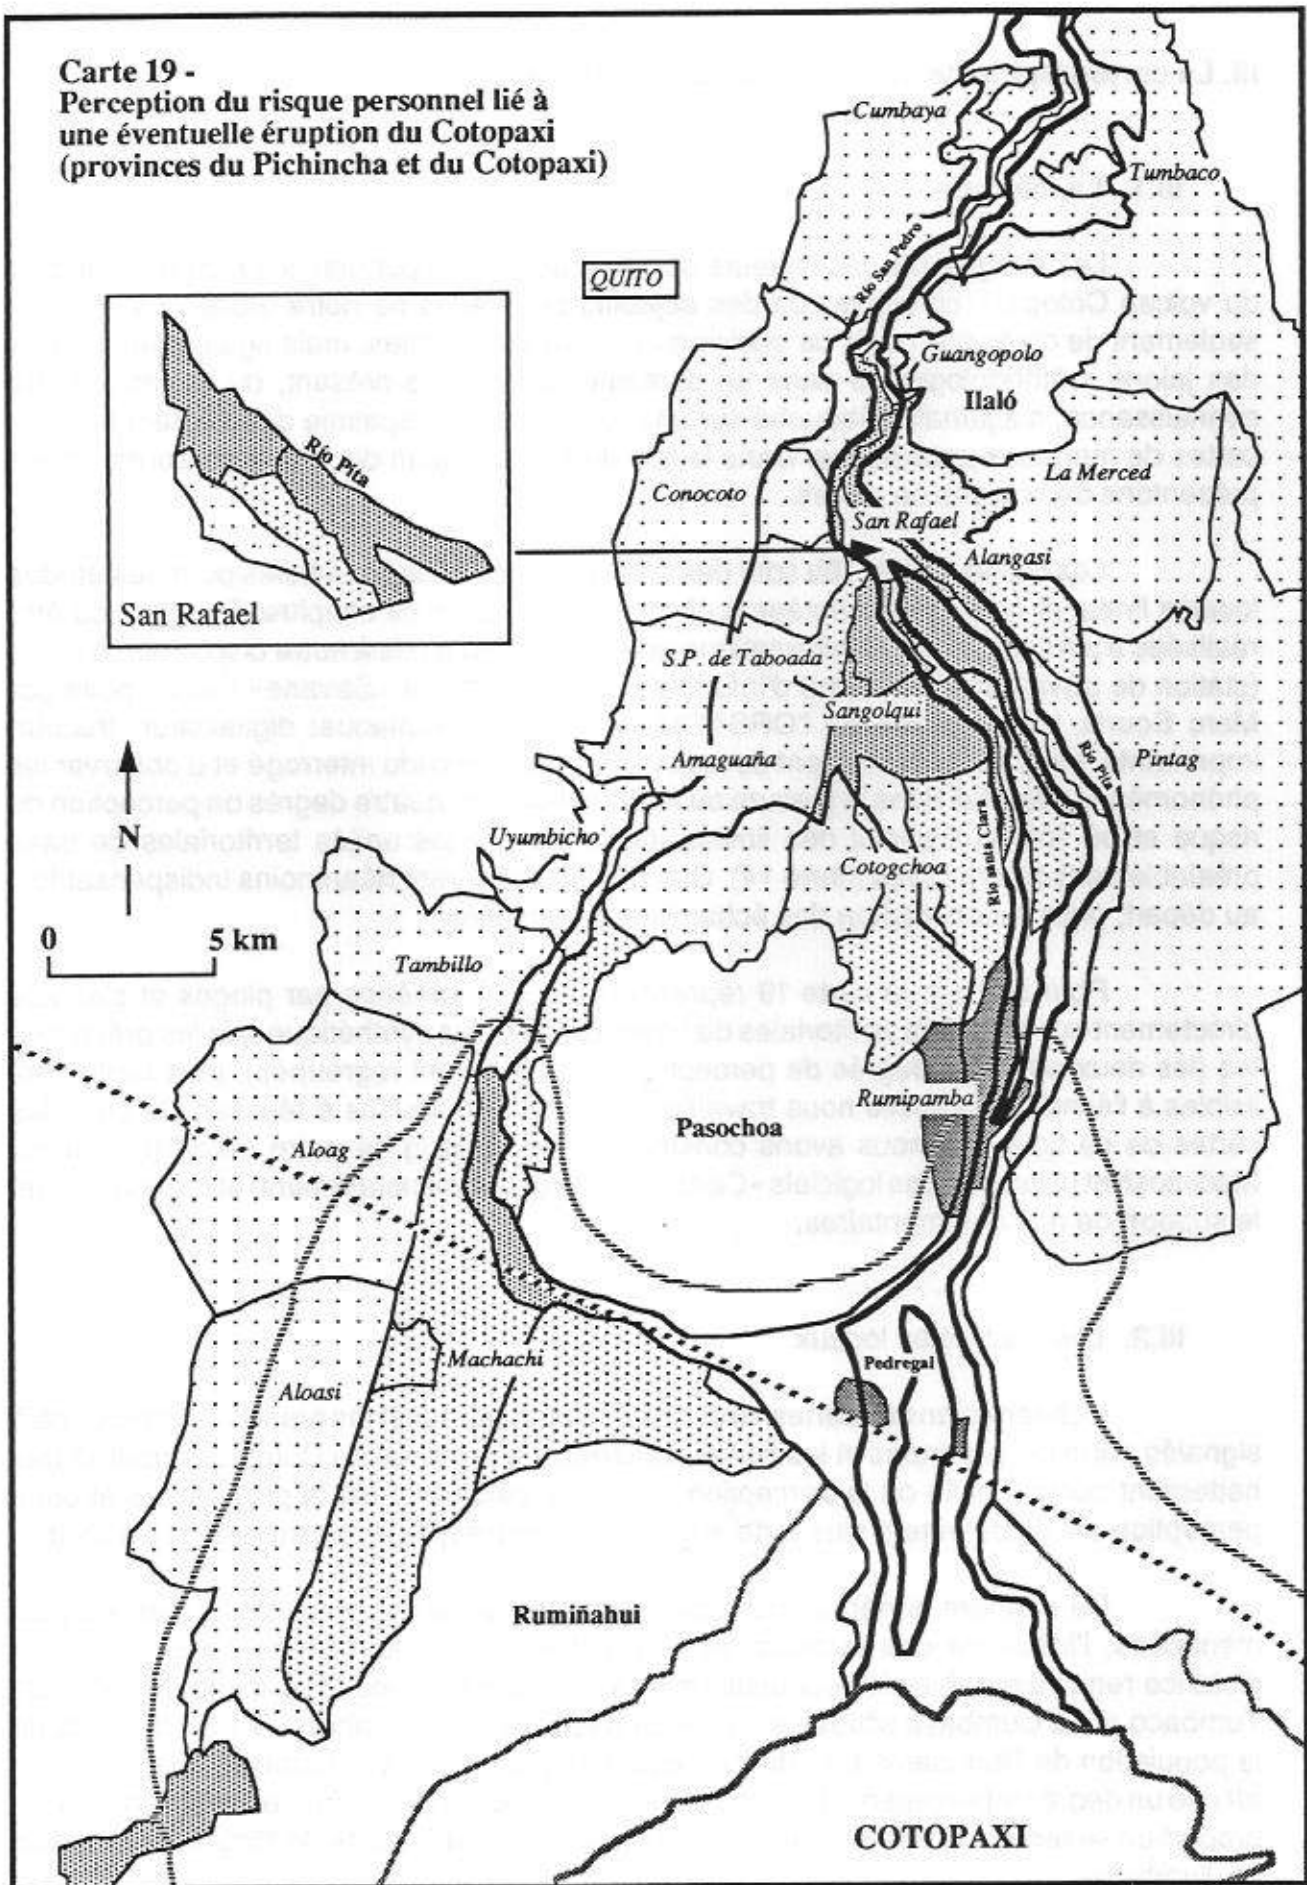 Carte 19 -
Perception du risque personnel lié à
une éventuelle éruption du Cotopaxi
(provinces du Pichincha et du Cotopaxi)
Cumbaya
Tumbaco
Río San Pedro
QUITO
Guangopolo
Ilaló
Río Pita
La Merced
Conocoto
San Rafael
Alangasi
San Rafael
S.P. de Taboada
Sangolqui
Amaguaña
Río Pita
Pintag
N
Uyumbicho
Cotogchoa
Río Santa Clara
0 5 km
Tambillo
Rumipamba
Pasochoa
Aloag
Pedregal
Machachi
Aloasi
Rumiñahui
COTOPAXI